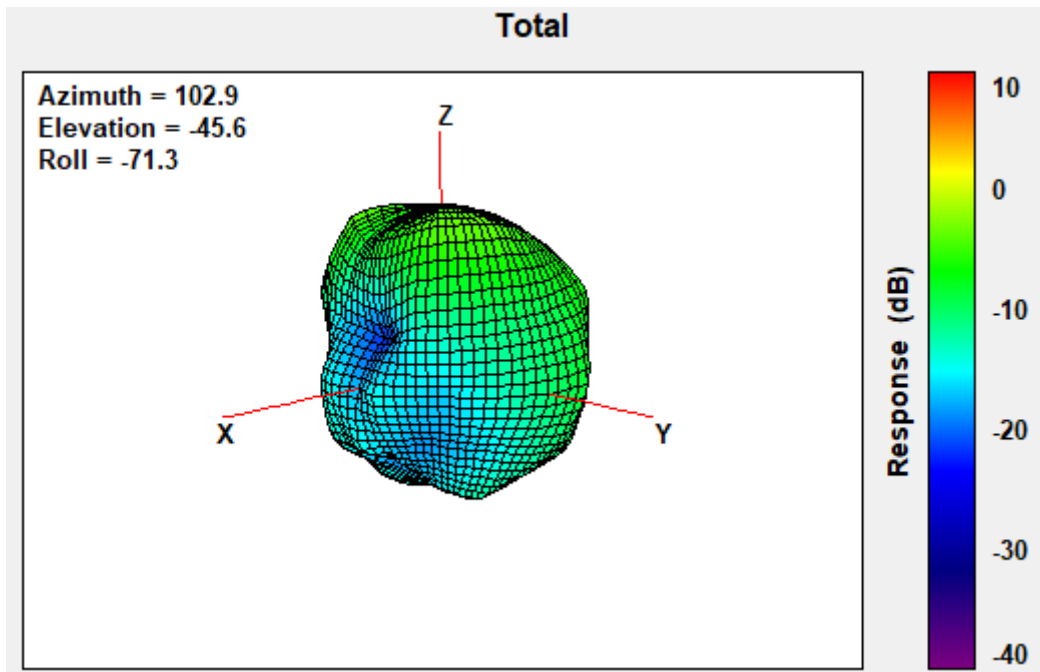 Total
Azimuth = 102.9
Elevation = -45.6
Roll = -71.3
Z
X
Y
Response (dB)
10
0
-10
-20
-30
-40